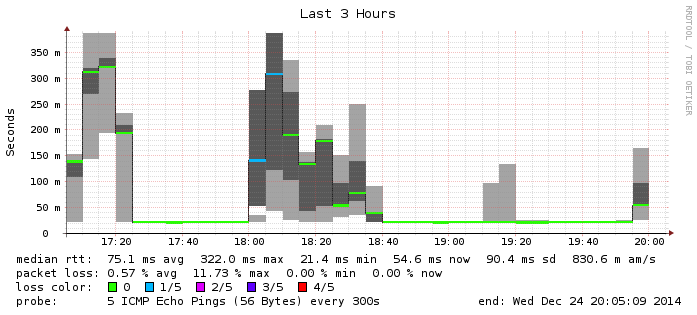 Last 3 Hours
RRDTOOL / TOBI OETIKER
Seconds
350 m
300 m
250 m
200 m
150 m
100 m
50 m
0
17:20 17:40 18:00 18:20 18:40 19:00 19:20 19:40 20:00
median rtt: 75.1 ms avg 322.0 ms max 21.4 ms min 54.6 ms now 90.4 ms sd 830.6 m am/s
packet loss: 0.57 % avg 11.73 % max 0.00 % min 0.00 % now
loss color: 0 1/5 2/5 3/5 4/5
probe: 5 ICMP Echo Pings (56 Bytes) every 300s end: Wed Dec 24 20:05:09 2014